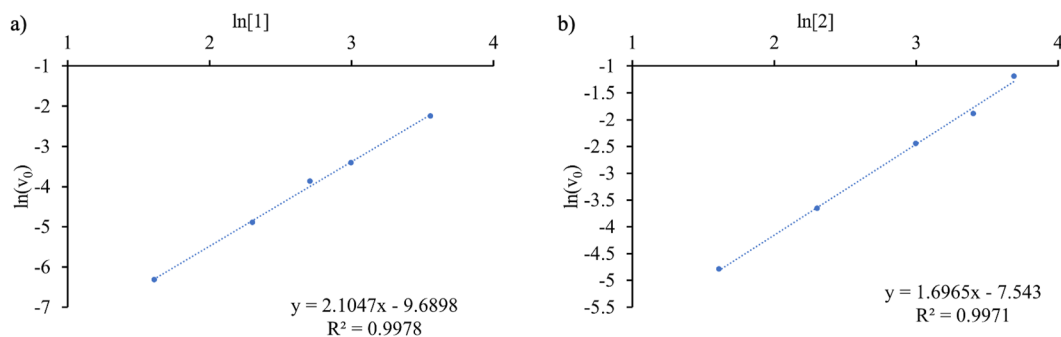 a)
ln[1]
1 2 3 4
-1
-2
-3
-4
-5
-6
-7
ln(v₀)
y = 2.1047x - 9.6898
R² = 0.9978
b)
ln[2]
1 2 3 4
-1
-1.5
-2
-2.5
-3
-3.5
-4
-4.5
-5
-5.5
ln(v₀)
y = 1.6965x - 7.543
R² = 0.9971